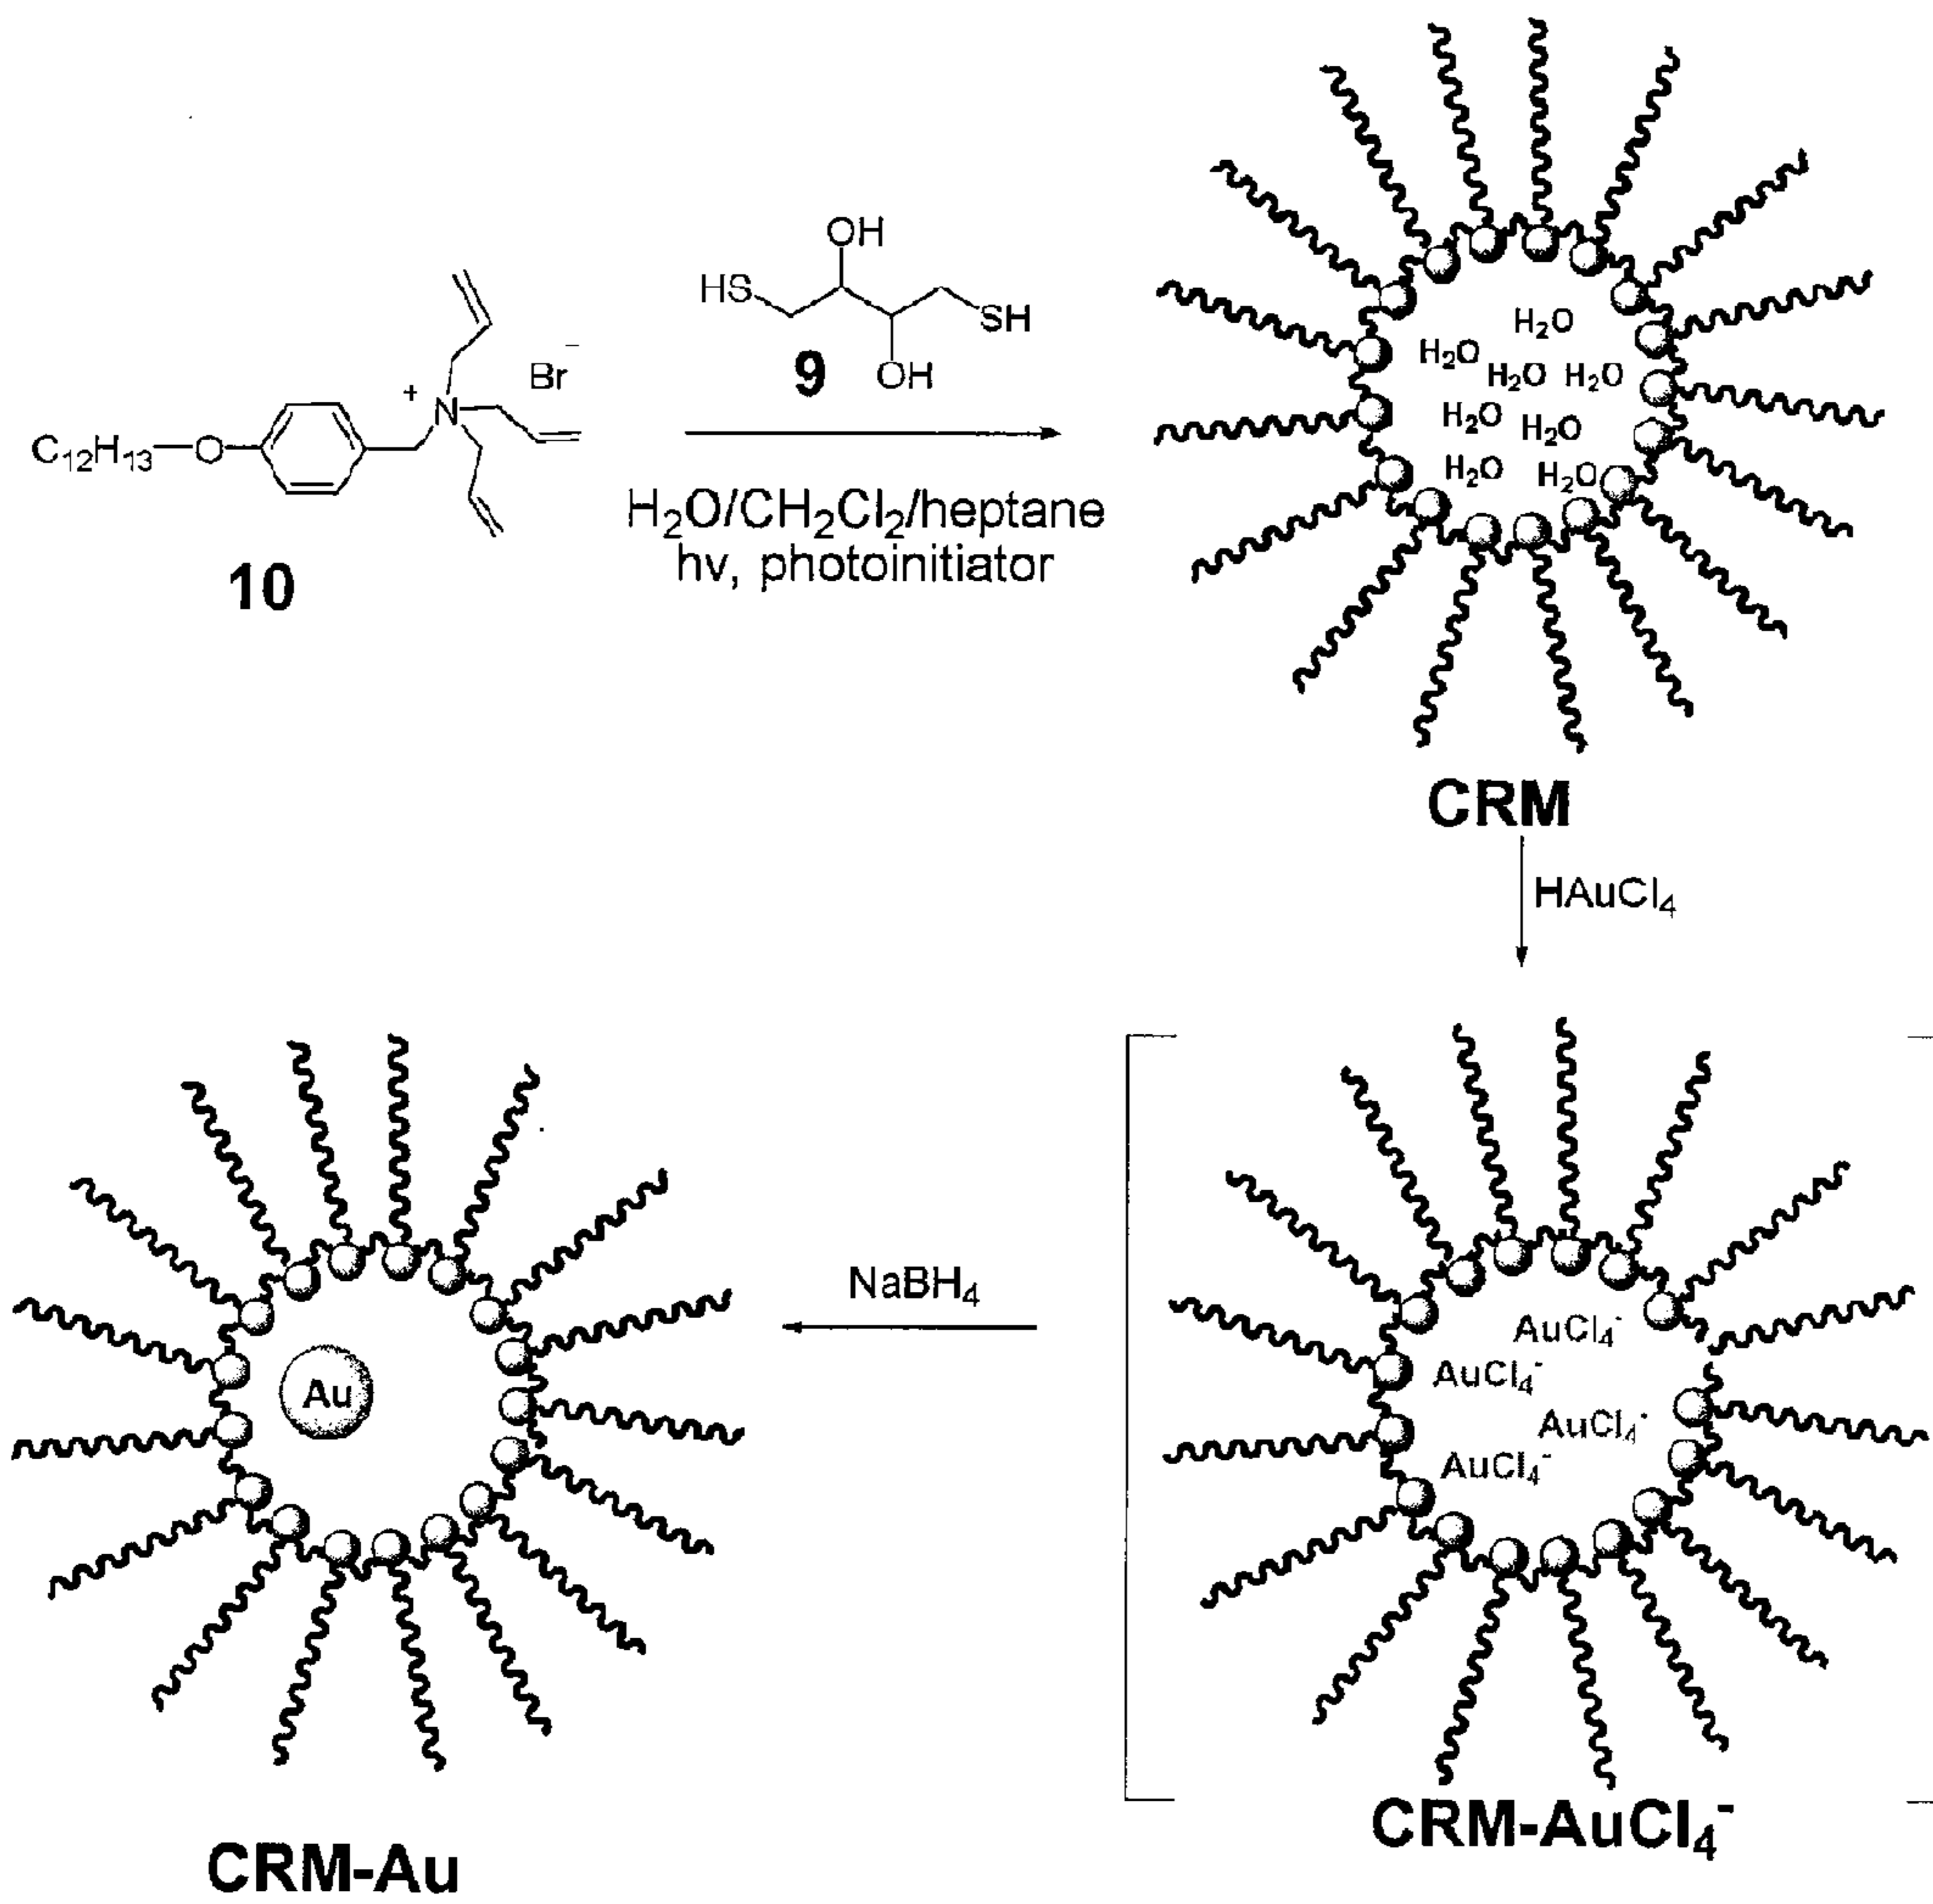 OH
HS
SH
9
OH
Br⁻
+
N
C₁₂H₁₃—O
10
H₂O/CH₂Cl₂/heptane
hv, photoinitiator
H₂O
H₂O
H₂O H₂O
H₂O
H₂O
H₂O
H₂O
CRM
HAuCl₄
AuCl₄⁻
AuCl₄⁻
AuCl₄⁻
AuCl₄⁻
CRM-AuCl₄⁻
NaBH₄
Au
CRM-Au